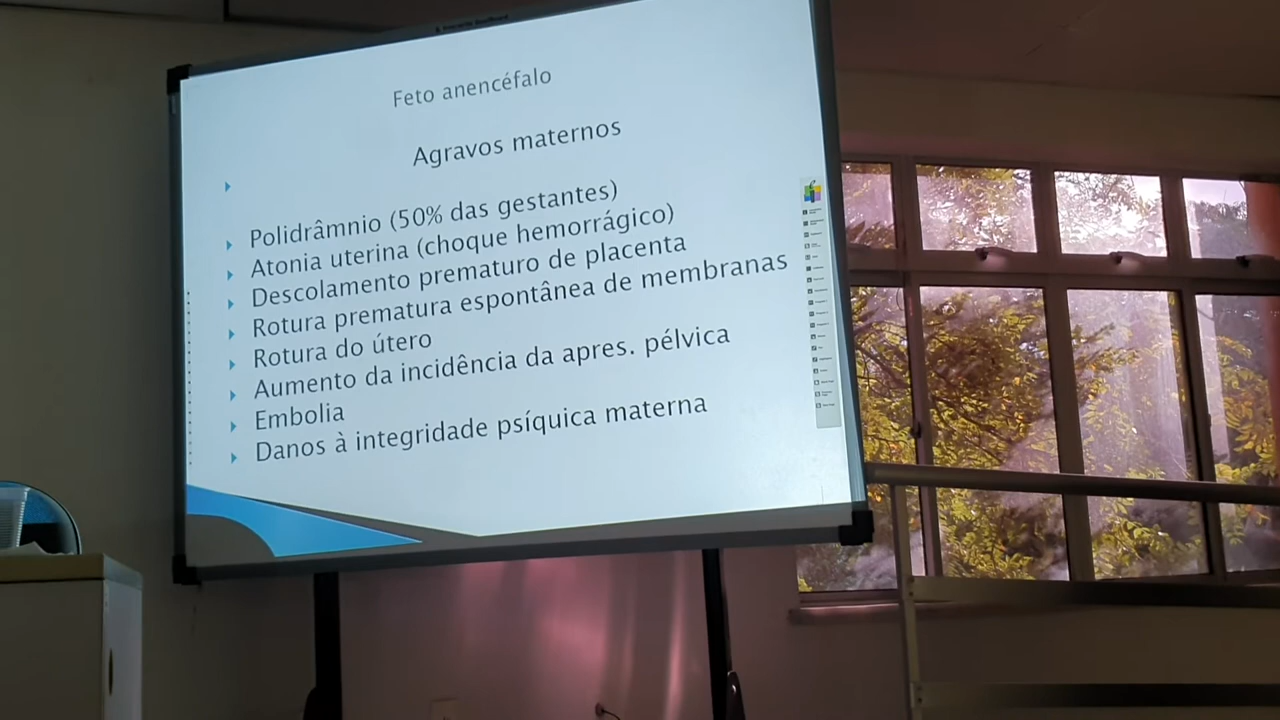 Feto anencéfalo
Agravos maternos
Polidrâmnio (50% das gestantes)
Atonia uterina (choque hemorrágico)
Descolamento prematuro de placenta
Rotura prematura espontânea de membranas
Rotura do útero
Aumento da incidência da apres. pélvica
Embolia
Danos à integridade psíquica materna